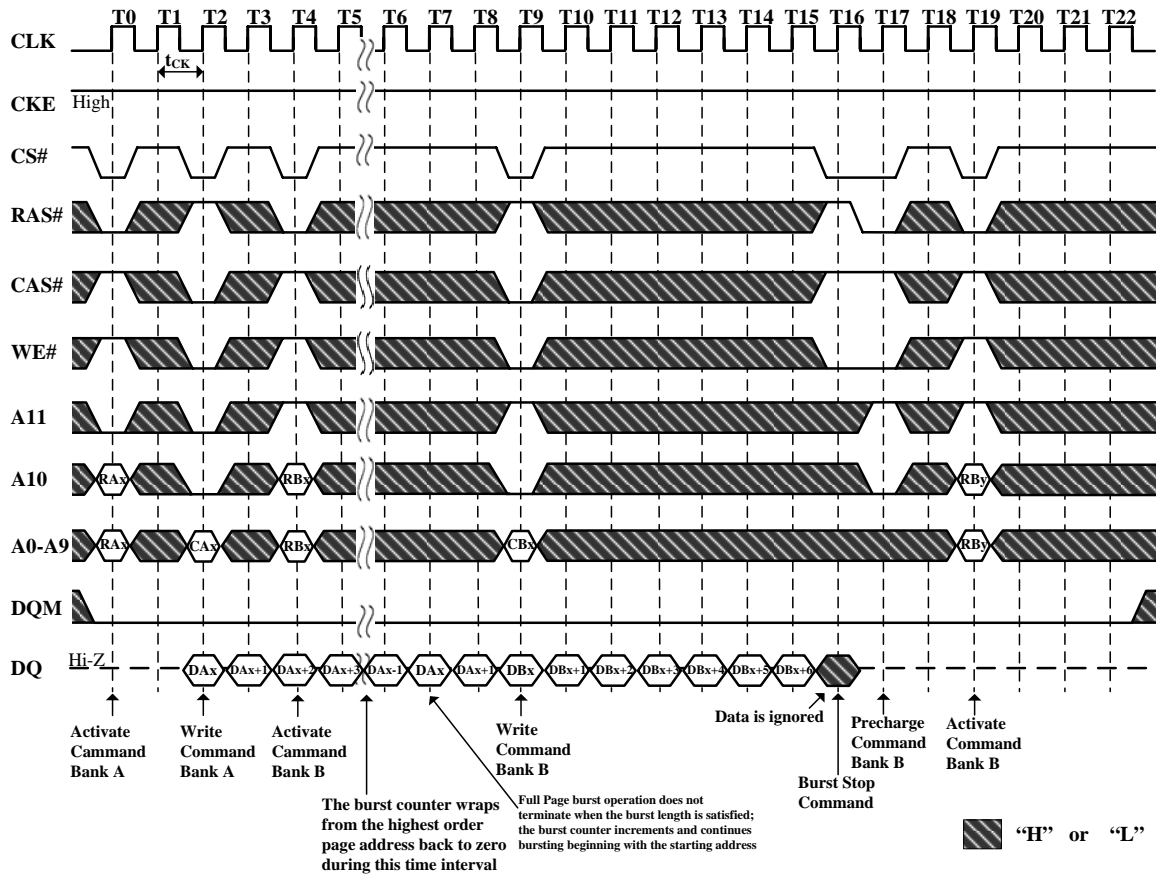 T0 T1 T2 T3 T4 T5 T6 T7 T8 T9 T10 T11 T12 T13 T14 T15 T16 T17 T18 T19 T20 T21 T22
CLK
tCK
CKE High
CS#
RAS#
CAS#
WE#
A11
A10 RAx RBx RBy
A0-A9 RAx CAx RBx CBx RBy
DQM
DQ Hi-Z DAx DAx+1 DAx+2 DAx+3 DAx-1 DAx DAx+1 DBx DBx+1 DBx+2 DBx+3 DBx+4 DBx+5 DBx+6
Activate
Cammand
Bank A
Write
Command
Bank A
Activate
Cammand
Bank B
The burst counter wraps
from the highest order
page address back to zero
during this time interval
Full Page burst operation does not
terminate when the burst length is satisfied;
the burst counter increments and continues
bursting beginning with the starting address
Write
Command
Bank B
Data is ignored
Burst Stop
Command
Precharge
Command
Bank B
Activate
Command
Bank B
“H” or “L”